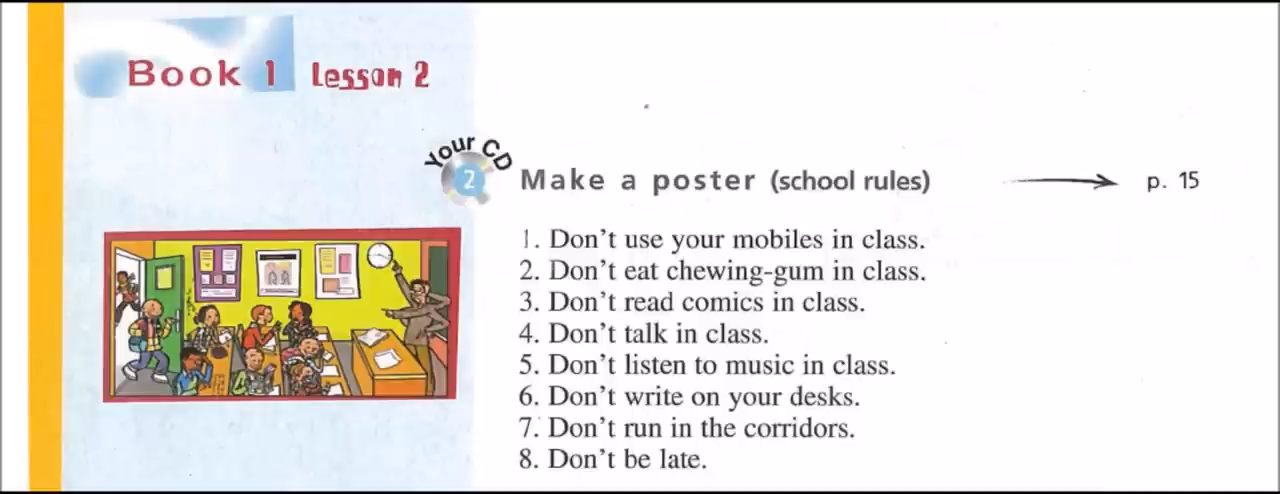 Book 1 Lesson 2
Your CD
2
Make a poster (school rules) p. 15
1. Don't use your mobiles in class.
2. Don't eat chewing-gum in class.
3. Don't read comics in class.
4. Don't talk in class.
5. Don't listen to music in class.
6. Don't write on your desks.
7. Don't run in the corridors.
8. Don't be late.